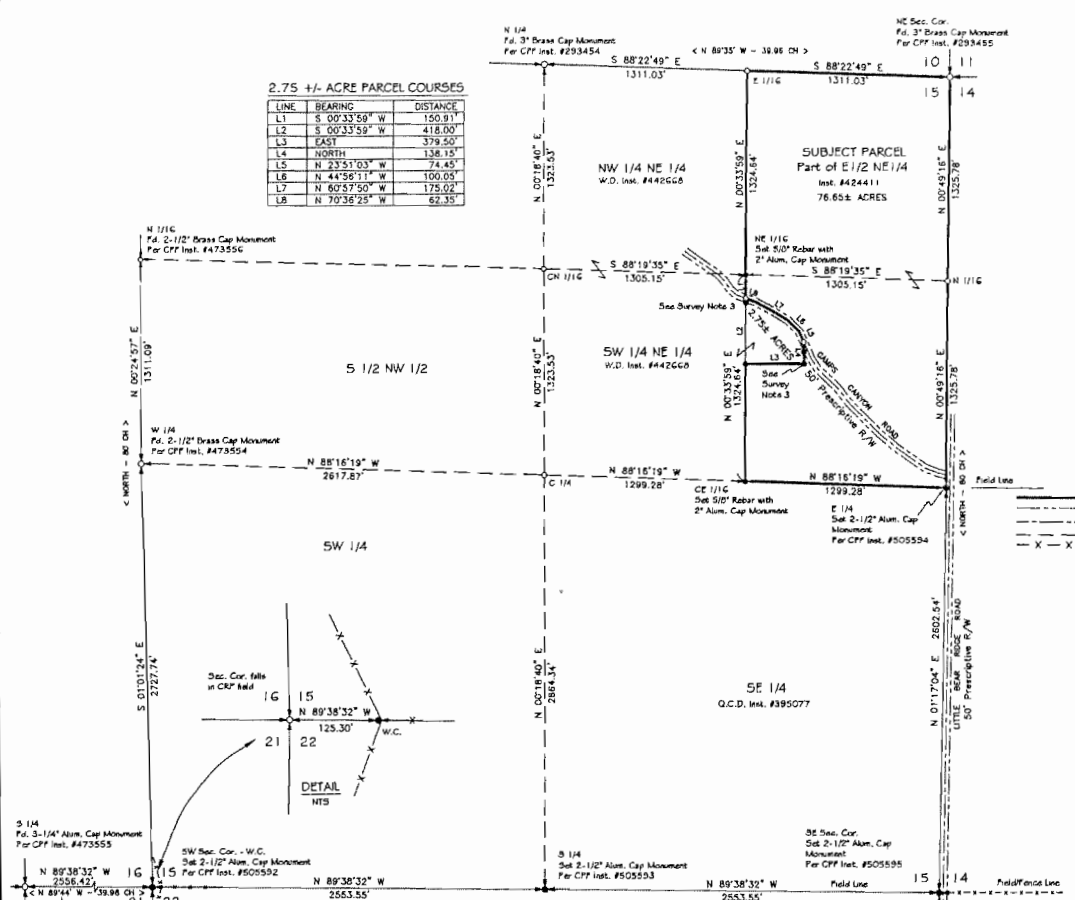 N 1/4
Fd. 3" Brass Cap Monument
Per CPF Inst. #293454
< N 89°35' W - 39.96 CH >
NE Sec. Cor.
Fd. 3" Brass Cap Monument
Per CPF Inst. #293455
10 11
15 14
S 88°22'49" E
1311.03'
S 88°22'49" E
1311.03'
E 1/16
2.75 +/- ACRE PARCEL COURSES
LINE BEARING DISTANCE
L1 S 00°33'59" W 150.91'
L2 S 00°33'59" W 418.00'
L3 EAST 379.50'
L4 NORTH 138.15'
L5 N 23°51'03" W 74.45'
L6 N 44°56'11" W 100.05'
L7 N 60°57'50" W 175.02'
L8 N 70°36'25" W 62.35'
N 00°18'40" E
1323.53'
NW 1/4 NE 1/4
W.D. Inst. #442668
N 00°33'59" E
1324.64'
SUBJECT PARCEL
Part of E1/2 NE1/4
Inst. #424411
76.65± ACRES
N 00°49'16" E
1325.78'
N 1/16
Fd. 2-1/2" Brass Cap Monument
Per CPF Inst. #473556
NE 1/16
Set 5/8" Rebar with
2" Alum. Cap Monument
CN 1/16
S 88°19'35" E
1305.15'
S 88°19'35" E
1305.15'
N 1/16
See Survey Note 3
L8
L7
L6
L5
L2
L3
2.75± ACRES
See
Survey
Note 3
CAMPS CANYON ROAD
50' Prescriptive R/W
N 00°24'57" E
1311.09'
S 1/2 NW 1/2
N 00°18'40" E
1323.53'
SW 1/4 NE 1/4
W.D. Inst. #442668
N 00°33'59" E
1324.64'
N 00°49'16" E
1325.78'
< NORTH - 80 CH >
W 1/4
Fd. 2-1/2" Brass Cap Monument
Per CPF Inst. #473554
N 88°16'19" W
2617.87'
C 1/4
N 88°16'19" W
1299.28'
CE 1/16
Set 5/8" Rebar with
2" Alum. Cap Monument
N 88°16'19" W
1299.28'
E 1/4
Set 2-1/2" Alum. Cap
Monument
Per CPF Inst. #505594
< NORTH - 80 CH >
Field Line
X X
SW 1/4
S 01°01'24" E
2727.74'
Sec. Cor. falls
in CRP field
16 15
N 89°38'32" W
125.30'
W.C.
21 22
DETAIL
NTS
N 00°18'40" E
2664.34'
SE 1/4
Q.C.D. Inst. #395077
N 01°17'04" E 2602.54'
LITTLE BEAR RIDGE ROAD
50' Prescriptive R/W
S 1/4
Fd. 3-1/4" Alum. Cap Monument
Per CPF Inst. #473555
N 89°38'32" W
2556.42'
< N 89°44' W - 39.98 CH >
16 15
SW Sec. Cor. - W.C.
Set 2-1/2" Alum. Cap Monument
Per CPF Inst. #505592
N 89°38'32" W
2553.55'
S 1/4
Set 2-1/2" Alum. Cap Monument
Per CPF Inst. #505593
N 89°38'32" W
2553.55'
SE Sec. Cor.
Set 2-1/2" Alum. Cap
Monument
Per CPF Inst. #505595
Field Line
15 14
Field/Fence Line